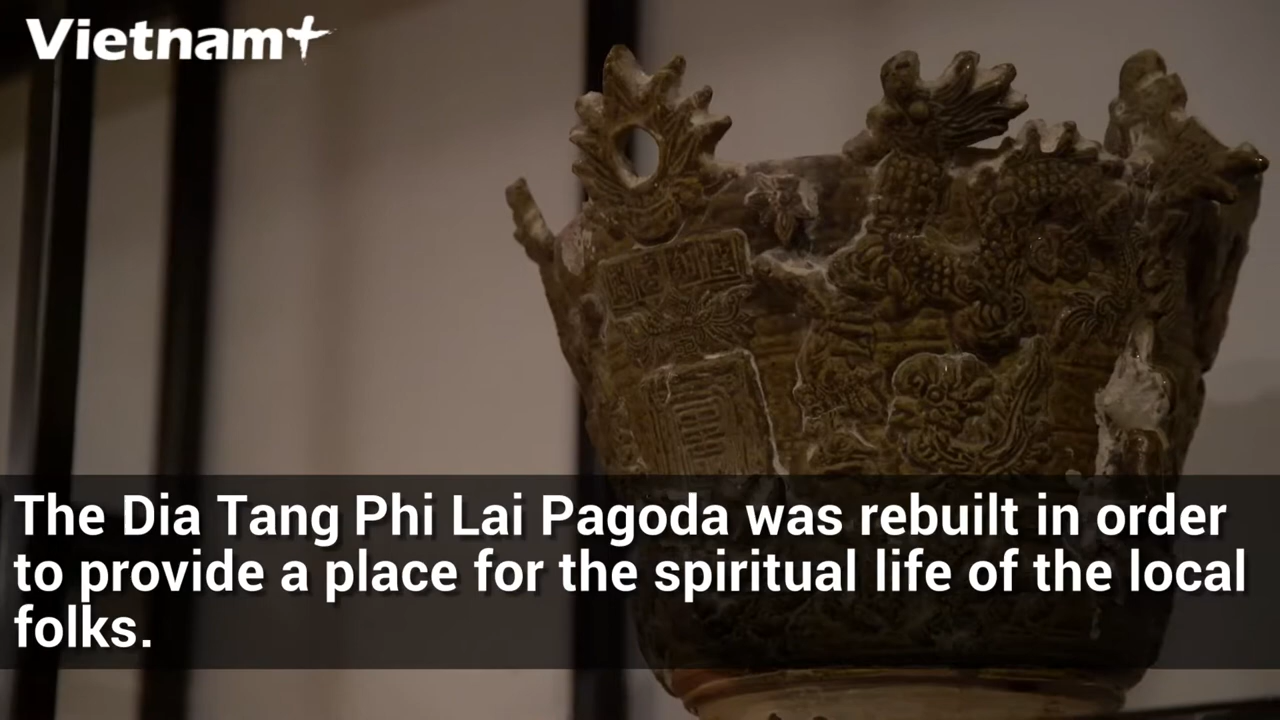 Vietnam+
The Dia Tang Phi Lai Pagoda was rebuilt in order
to provide a place for the spiritual life of the local
folks.